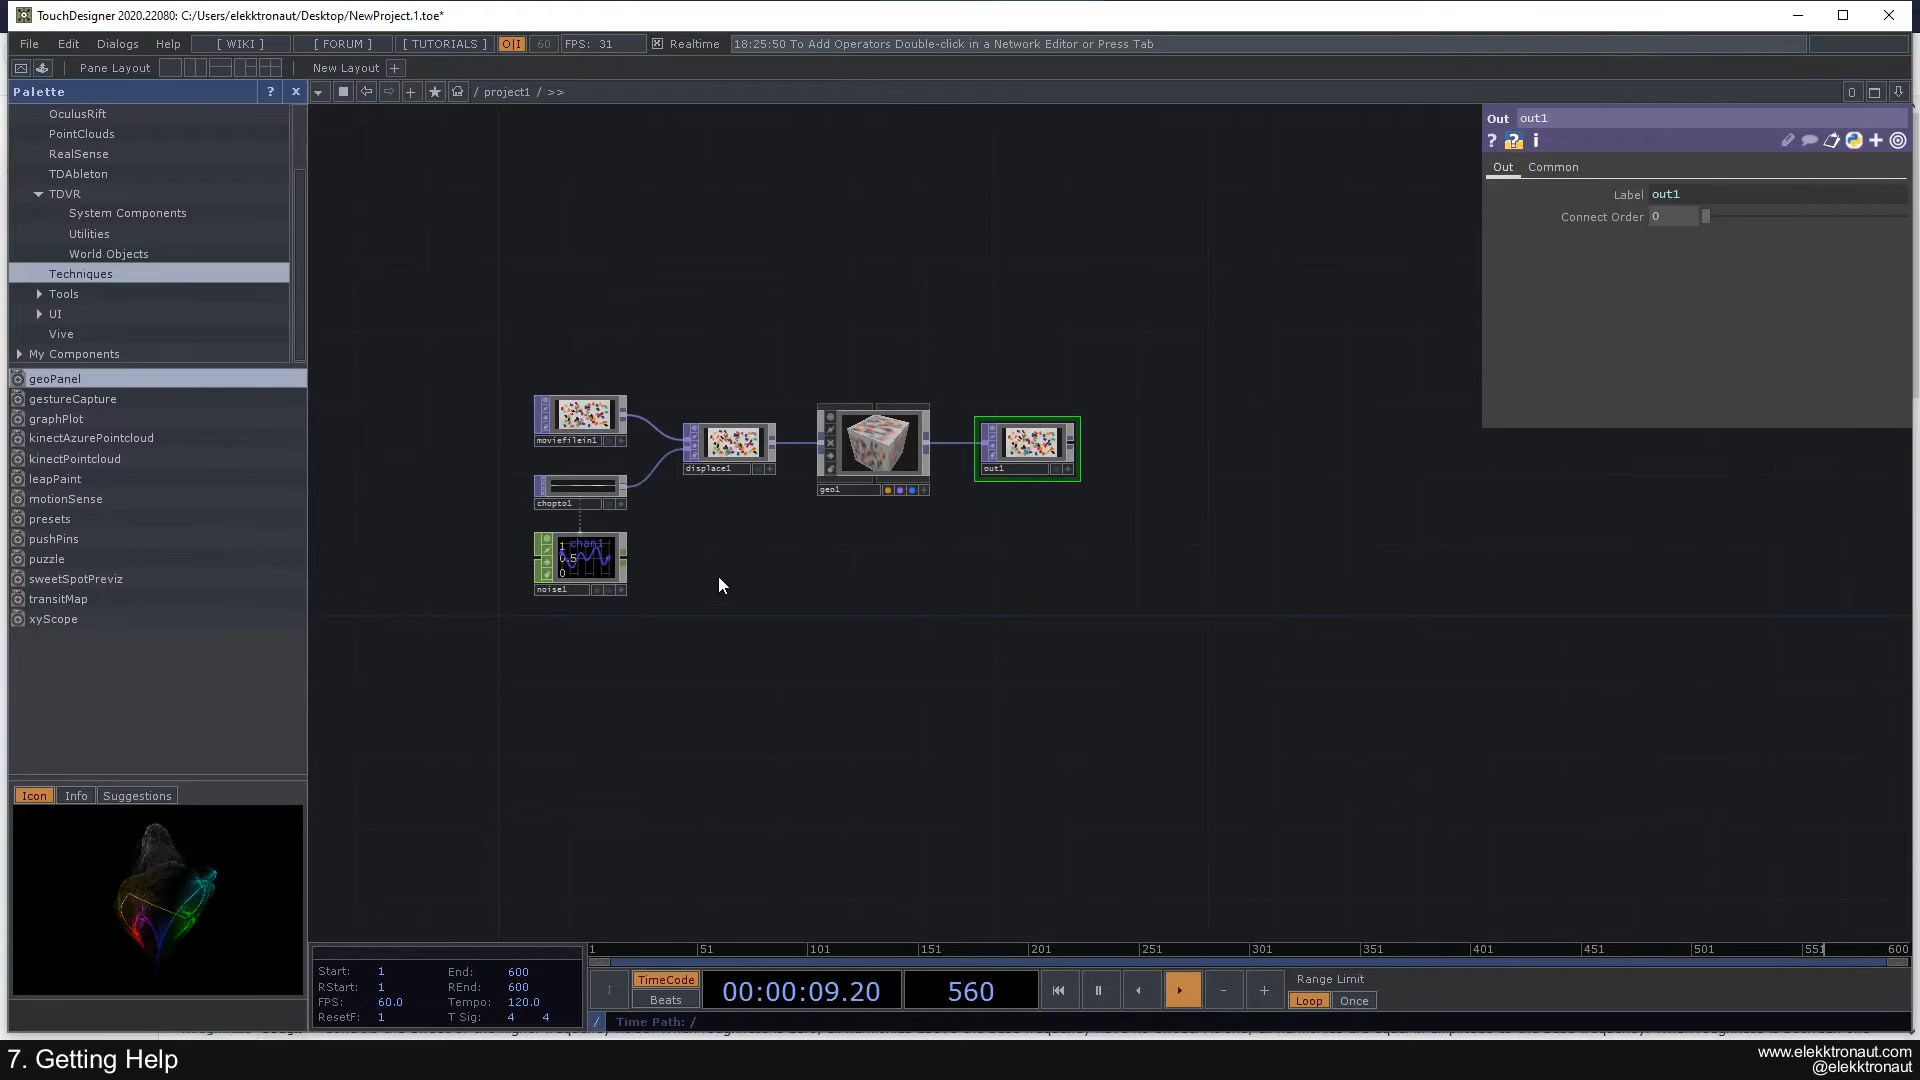 TouchDesigner 2020.22080: C:/Users/elekktronaut/Desktop/NewProject.1.toe*
File Edit Dialogs Help [ WIKI ] [ FORUM ] [ TUTORIALS ] O|I 60 FPS: 31 Realtime 18:25:50 To Add Operators Double-click in a Network Editor or Press Tab
Pane Layout New Layout +
Palette ? x
/ project1 / >>
0
OculusRift
PointClouds
RealSense
TDAbleton
TDVR
System Components
Utilities
World Objects
Techniques
Tools
UI
Vive
My Components
geoPanel
gestureCapture
graphPlot
kinectAzurePointcloud
kinectPointcloud
leapPaint
motionSense
presets
pushPins
puzzle
sweetSpotPreviz
transitMap
xyScope
Icon Info Suggestions
moviefilein1
chopto1
chan1
1
0.5
0
noise1
displace1
geo1
out1
Out out1
? ? i
Out Common
Label out1
Connect Order 0
1 51 101 151 201 251 301 351 401 451 501 551 600
Start: 1 End: 600
RStart: 1 REnd: 600
FPS: 60.0 Tempo: 120.0
ResetF: 1 T Sig: 4 4
TimeCode
Beats
00:00:09.20 560
- +
Range Limit
Loop Once
/ Time Path: /
7. Getting Help
www.elekktronaut.com
@elekktronaut